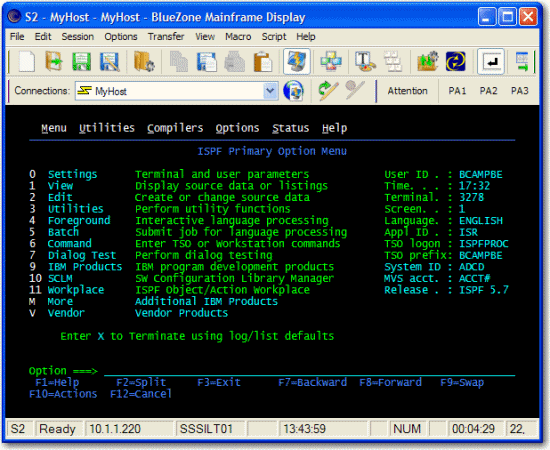 S2 - MyHost - MyHost - BlueZone Mainframe Display
File Edit Session Options Transfer View Macro Script Help
Connections: MyHost Attention PA1 PA2 PA3
Menu Utilities Compilers Options Status Help
ISPF Primary Option Menu
0 Settings Terminal and user parameters User ID . : BCAMPBE
1 View Display source data or listings Time. . . : 17:32
2 Edit Create or change source data Terminal. : 3278
3 Utilities Perform utility functions Screen. . : 1
4 Foreground Interactive language processing Language. : ENGLISH
5 Batch Submit job for language processing Appl ID . : ISR
6 Command Enter TSO or Workstation commands TSO logon : ISPFPROC
7 Dialog Test Perform dialog testing TSO prefix: BCAMPBE
9 IBM Products IBM program development products System ID : ADCD
10 SCLM SW Configuration Library Manager MVS acct. : ACCT#
11 Workplace ISPF Object/Action Workplace Release . : ISPF 5.7
M More Additional IBM Products
V Vendor Vendor Products
Enter X to Terminate using log/list defaults
Option ===>
F1=Help F2=Split F3=Exit F7=Backward F8=Forward F9=Swap
F10=Actions F12=Cancel
S2 Ready 10.1.1.220 SSSILT01 13:43:59 NUM 00:04:29 22,